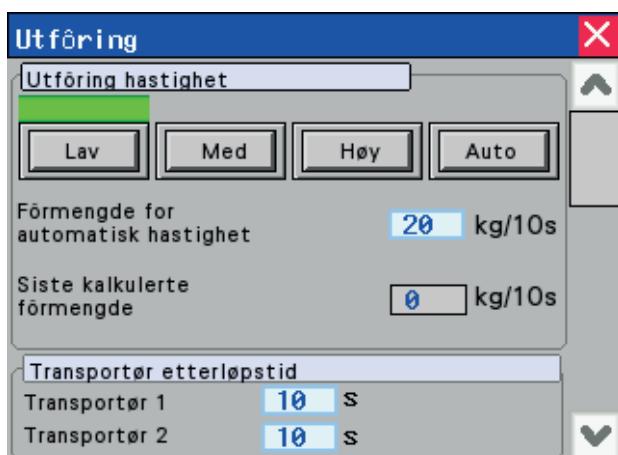 Utfôring
Utfôring hastighet
Lav Med Høy Auto
Fôrmengde for
automatisk hastighet 20 kg/10s
Siste kalkulerte
fôrmengde 0 kg/10s
Transportør etterløpstid
Transportør 1 10 s
Transportør 2 10 s